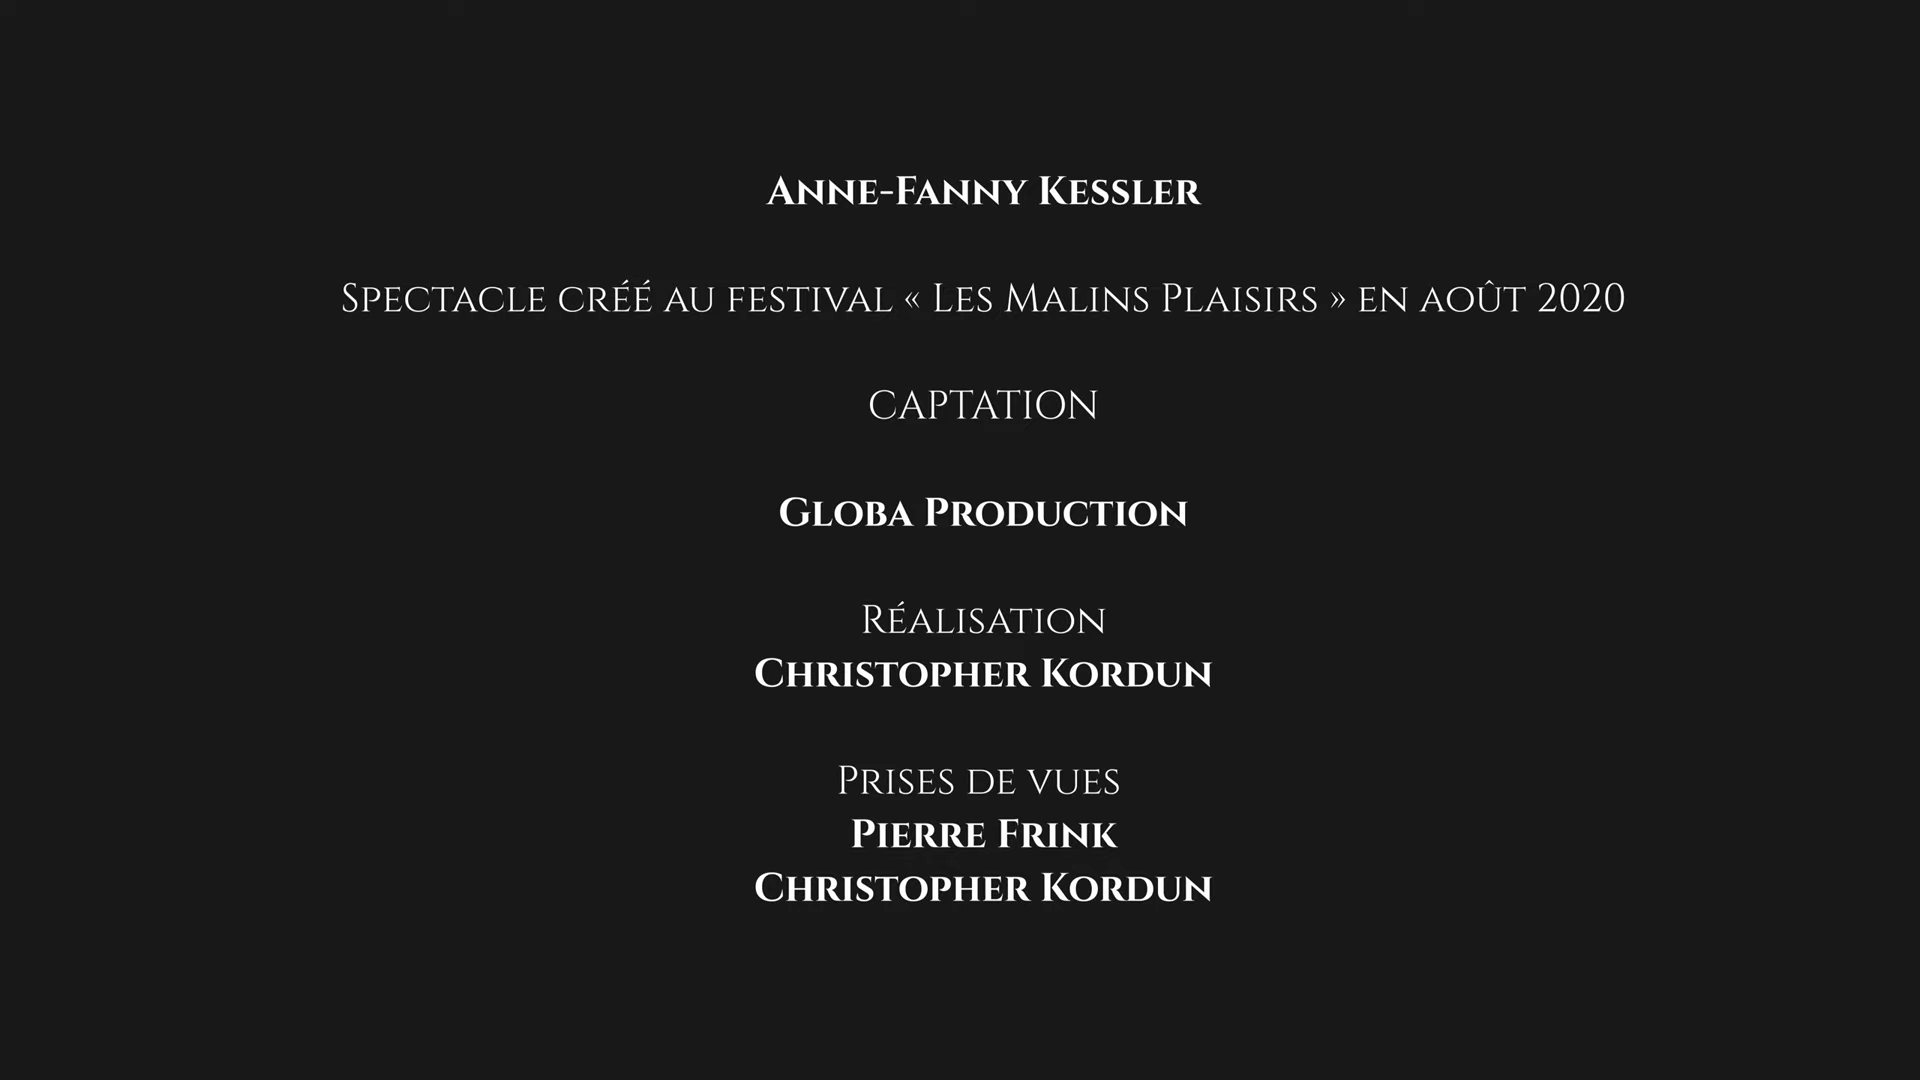 Anne-Fanny Kessler
Spectacle créé au festival « Les Malins Plaisirs » en août 2020
CAPTATION
Globa Production
Réalisation
Christopher Kordun
Prises de vues
Pierre Frink
Christopher Kordun